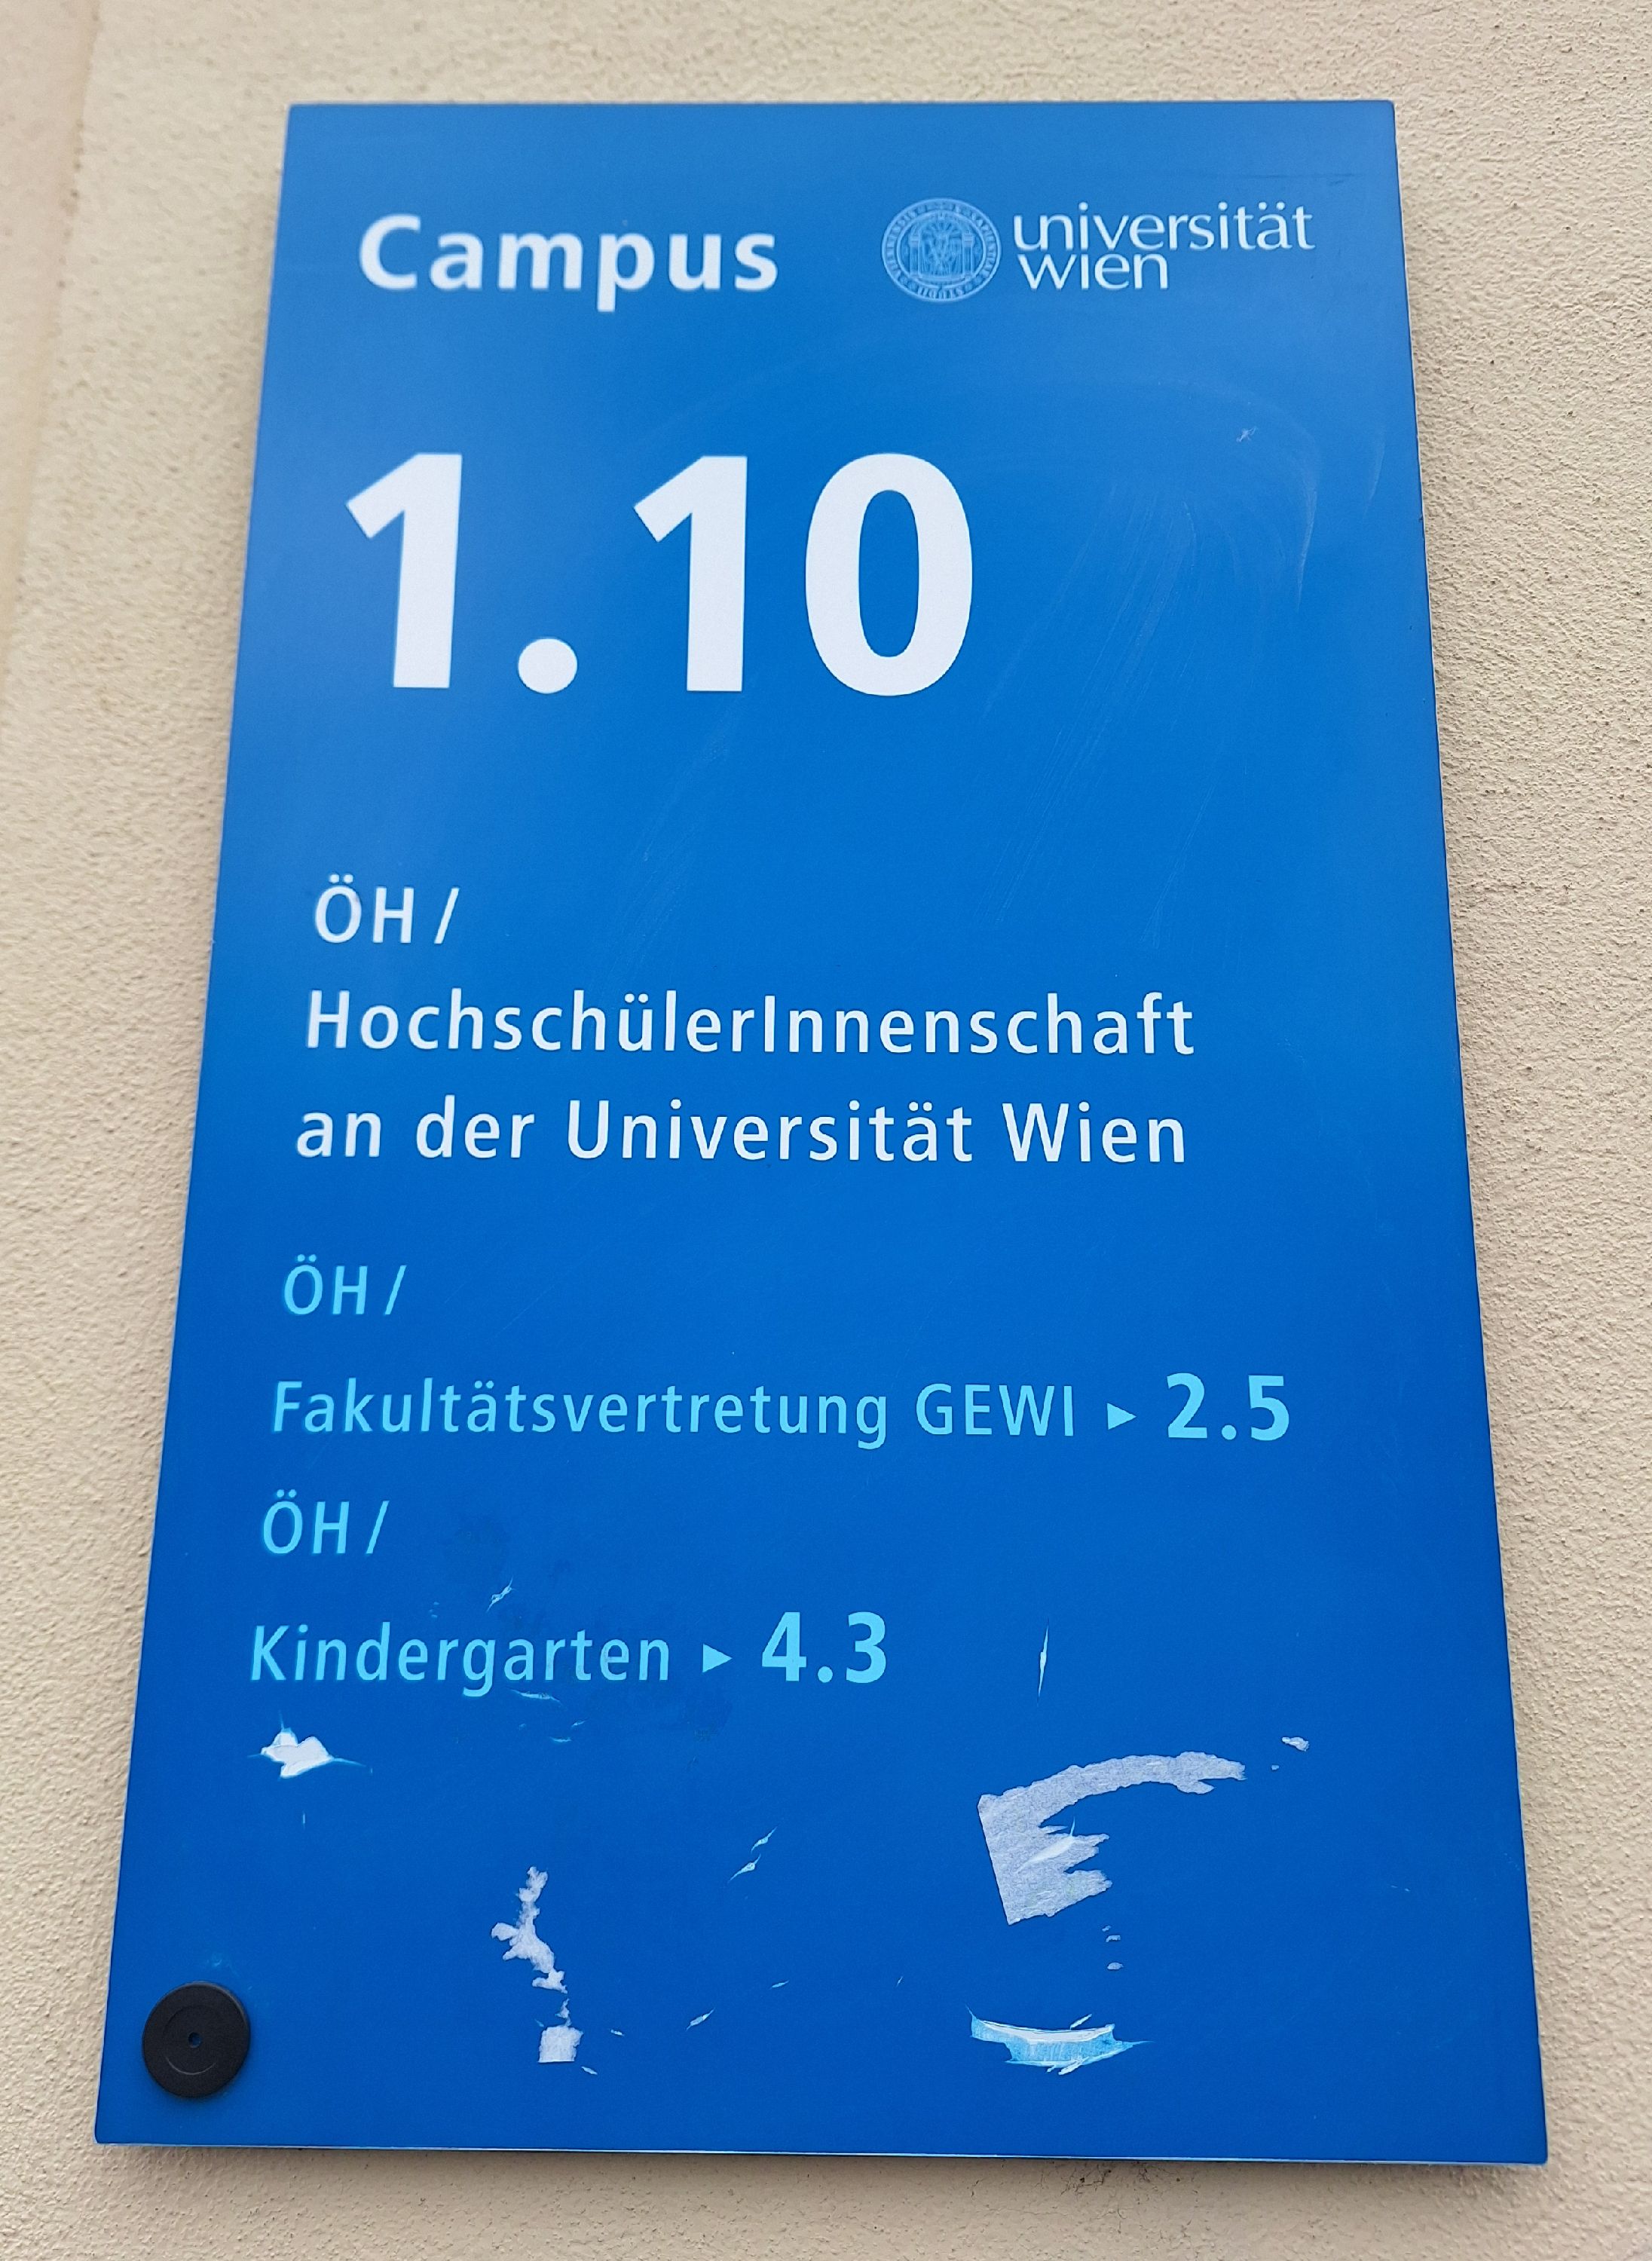 Campus
universität
wien
1.10
ÖH /
HochschülerInnenschaft
an der Universität Wien
ÖH /
Fakultätsvertretung GEWI ▸ 2.5
ÖH /
Kindergarten ▸ 4.3